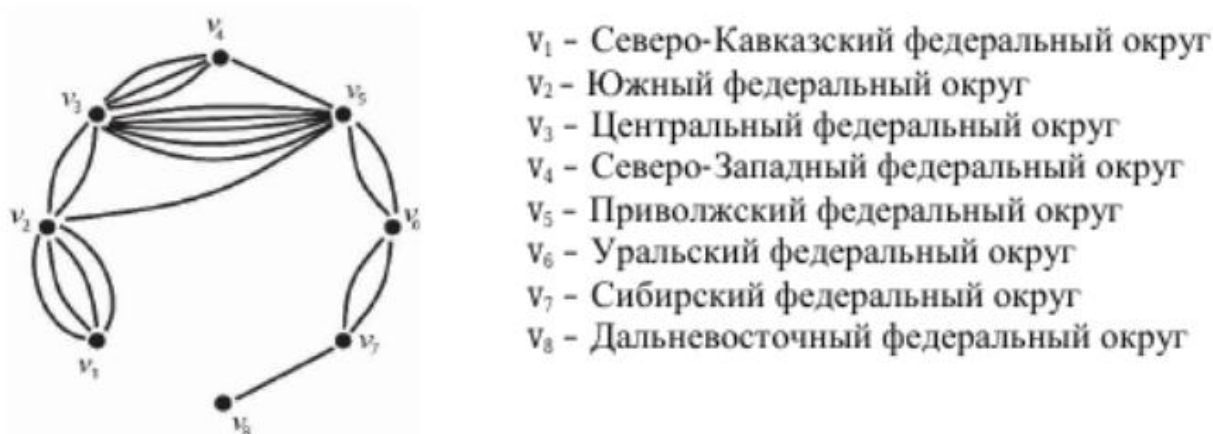 v₄
v₃
v₅
v₂
v₆
v₁
v₇
v₈
v₁ – Северо-Кавказский федеральный округ
v₂ – Южный федеральный округ
v₃ – Центральный федеральный округ
v₄ – Северо-Западный федеральный округ
v₅ – Приволжский федеральный округ
v₆ – Уральский федеральный округ
v₇ – Сибирский федеральный округ
v₈ – Дальневосточный федеральный округ